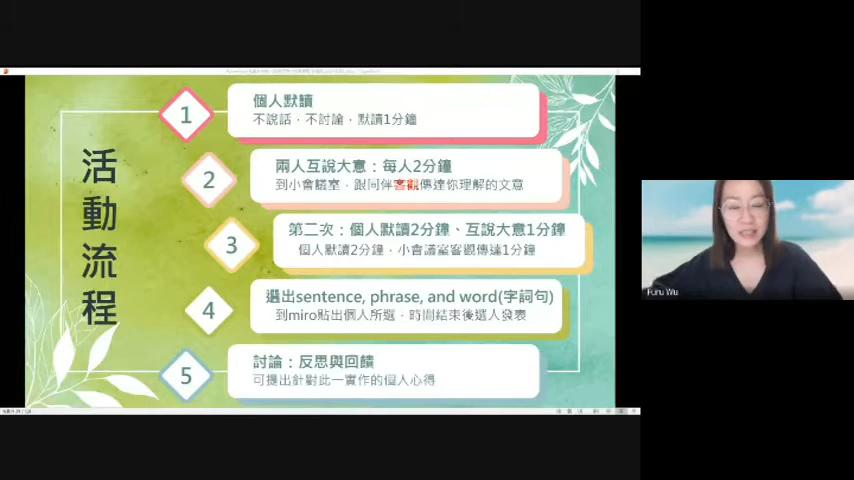 活動流程
1
個人默讀
不說話，不討論，默讀1分鐘
2
兩人互說大意：每人2分鐘
到小會議室，跟同伴客觀傳達你理解的文意
3
第二次：個人默讀2分鐘、互說大意1分鐘
個人默讀2分鐘，小會議室客觀傳達1分鐘
4
選出sentence, phrase, and word(字詞句)
到miro貼出個人所選，時間結束後選人發表
5
討論：反思與回饋
可提出針對此一實作的個人心得
Furu Wu